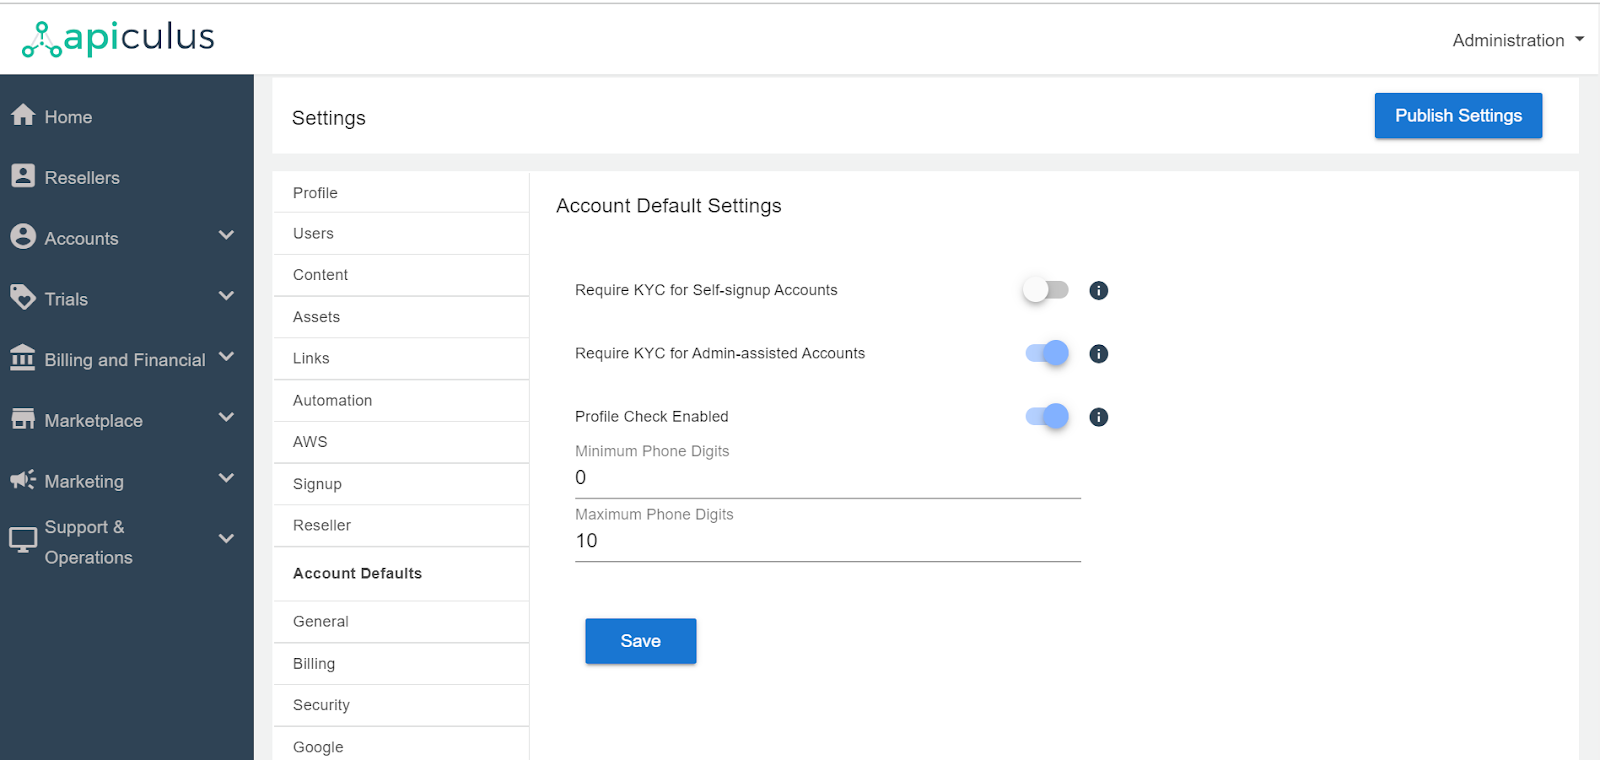 apiculus
Administration
Home
Resellers
Accounts
Trials
Billing and Financial
Marketplace
Marketing
Support &
Operations
Settings
Publish Settings
Profile
Users
Content
Assets
Links
Automation
AWS
Signup
Reseller
Account Defaults
General
Billing
Security
Google
Account Default Settings
Require KYC for Self-signup Accounts
Require KYC for Admin-assisted Accounts
Profile Check Enabled
Minimum Phone Digits
0
Maximum Phone Digits
10
Save